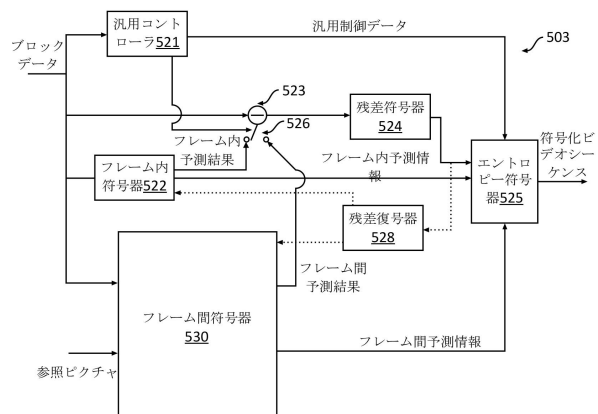 汎用コント
ローラ521
汎用制御データ
503
ブロック
データ
523
526
残差符号器
524
フレーム内
予測結果
フレーム内予測情
報
符号化ビ
デオシー
ケンス
エントロ
ピー符号
器525
フレーム内
符号器522
残差復号器
528
フレーム間
予測結果
フレーム間符号器
530
フレーム間予測情報
参照ピクチャ